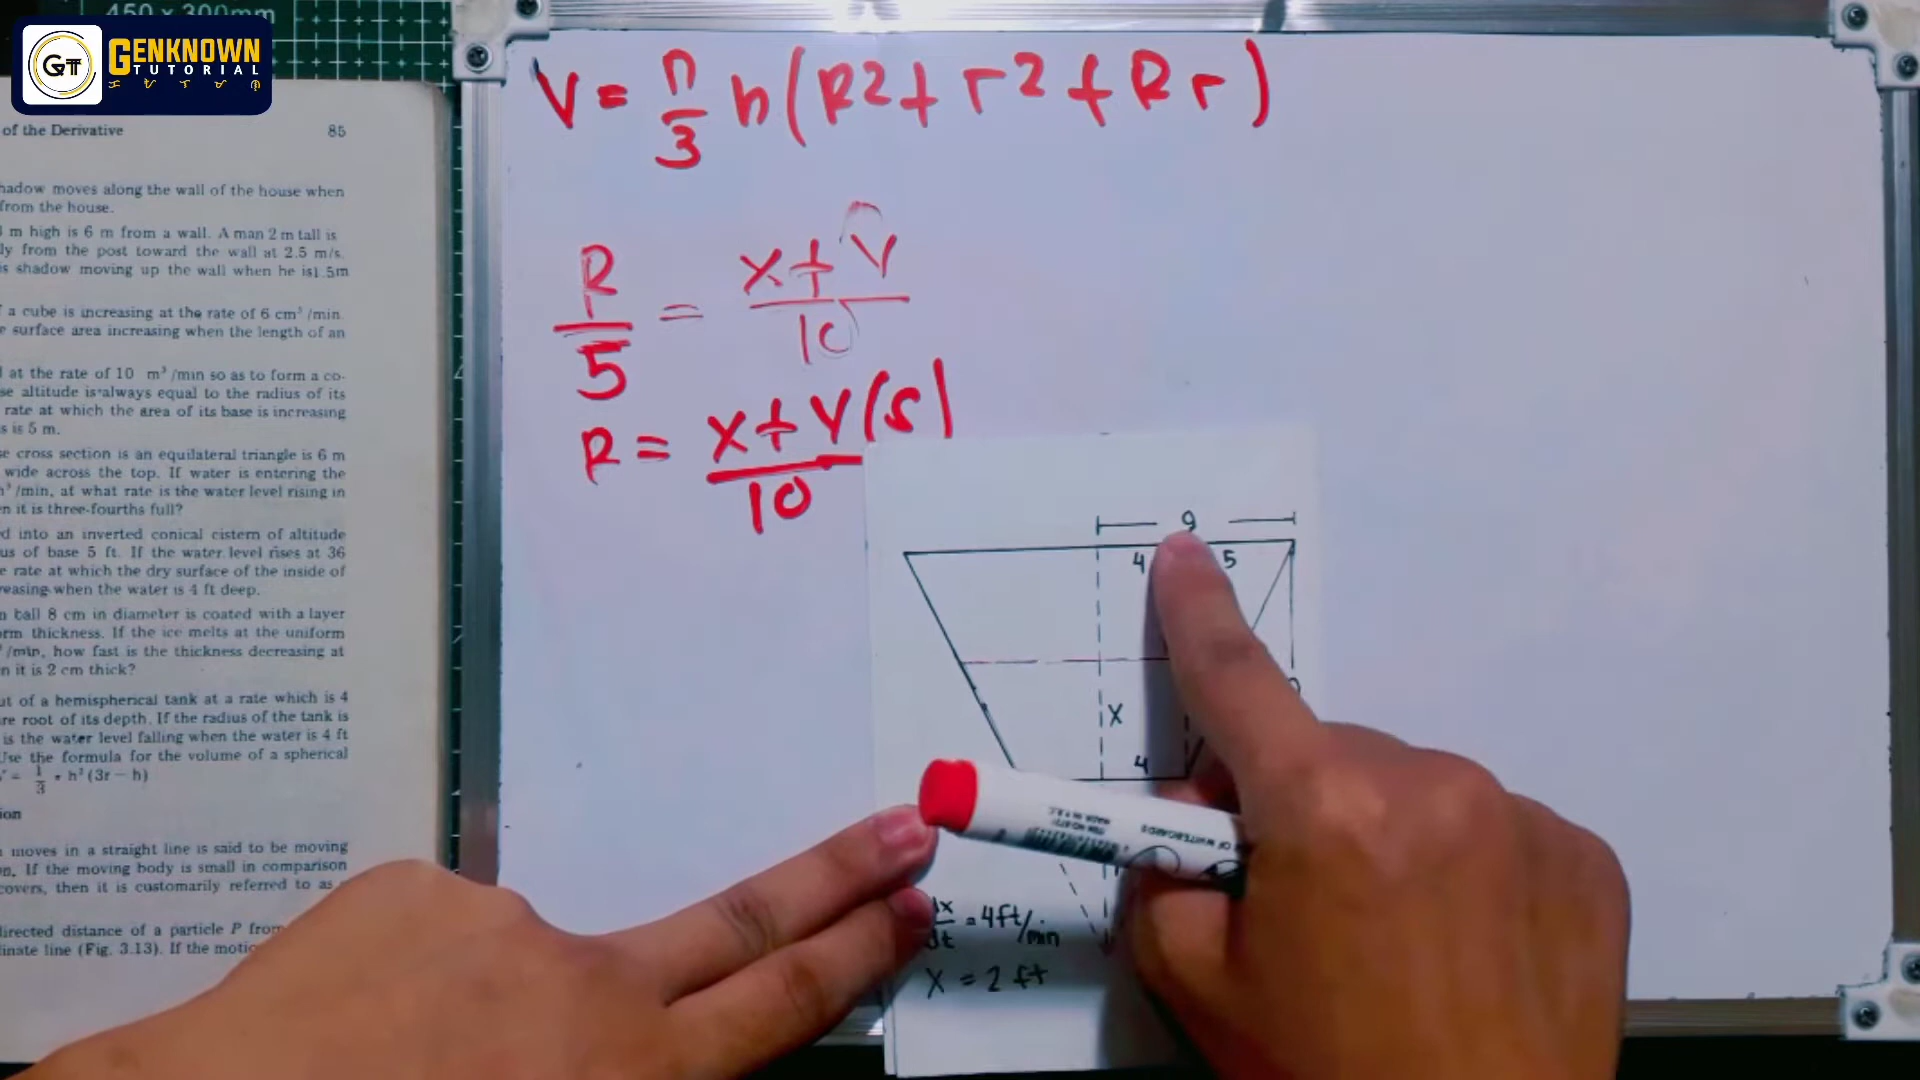 450 x 300mm
GT GENKNOWN
TUTORIAL
of the Derivative 85
hadow moves along the wall of the house when
from the house.
m high is 6 m from a wall. A man 2 m tall is
ly from the post toward the wall at 2.5 m/s.
is shadow moving up the wall when he is 1.5m
f a cube is increasing at the rate of 6 cm³/min.
e surface area increasing when the length of an
at the rate of 10 m³/min so as to form a co-
se altitude is always equal to the radius of its
rate at which the area of its base is increasing
s is 5 m.
se cross section is an equilateral triangle is 6 m
wide across the top. If water is entering the
³/min, at what rate is the water level rising in
n it is three-fourths full?
d into an inverted conical cistern of altitude
us of base 5 ft. If the water level rises at 36
e rate at which the dry surface of the inside of
reasing when the water is 4 ft deep.
n ball 8 cm in diameter is coated with a layer
orm thickness. If the ice melts at the uniform
³/min, how fast is the thickness decreasing at
n it is 2 cm thick?
ut of a hemispherical tank at a rate which is 4
re root of its depth. If the radius of the tank is
is the water level falling when the water is 4 ft
Use the formula for the volume of a spherical
= 1/3 π h² (3r − h)
ion
moves in a straight line is said to be moving
n. If the moving body is small in comparison
covers, then it is customarily referred to as
directed distance of a particle P from
inate line (Fig. 3.13). If the motio
V = π/3 h(R2 + r2 + Rr)
R/5 = x+y/10
R = x+y(5)/10
9
4 5
x
4
dx/dt = 4ft/min
x = 2 ft